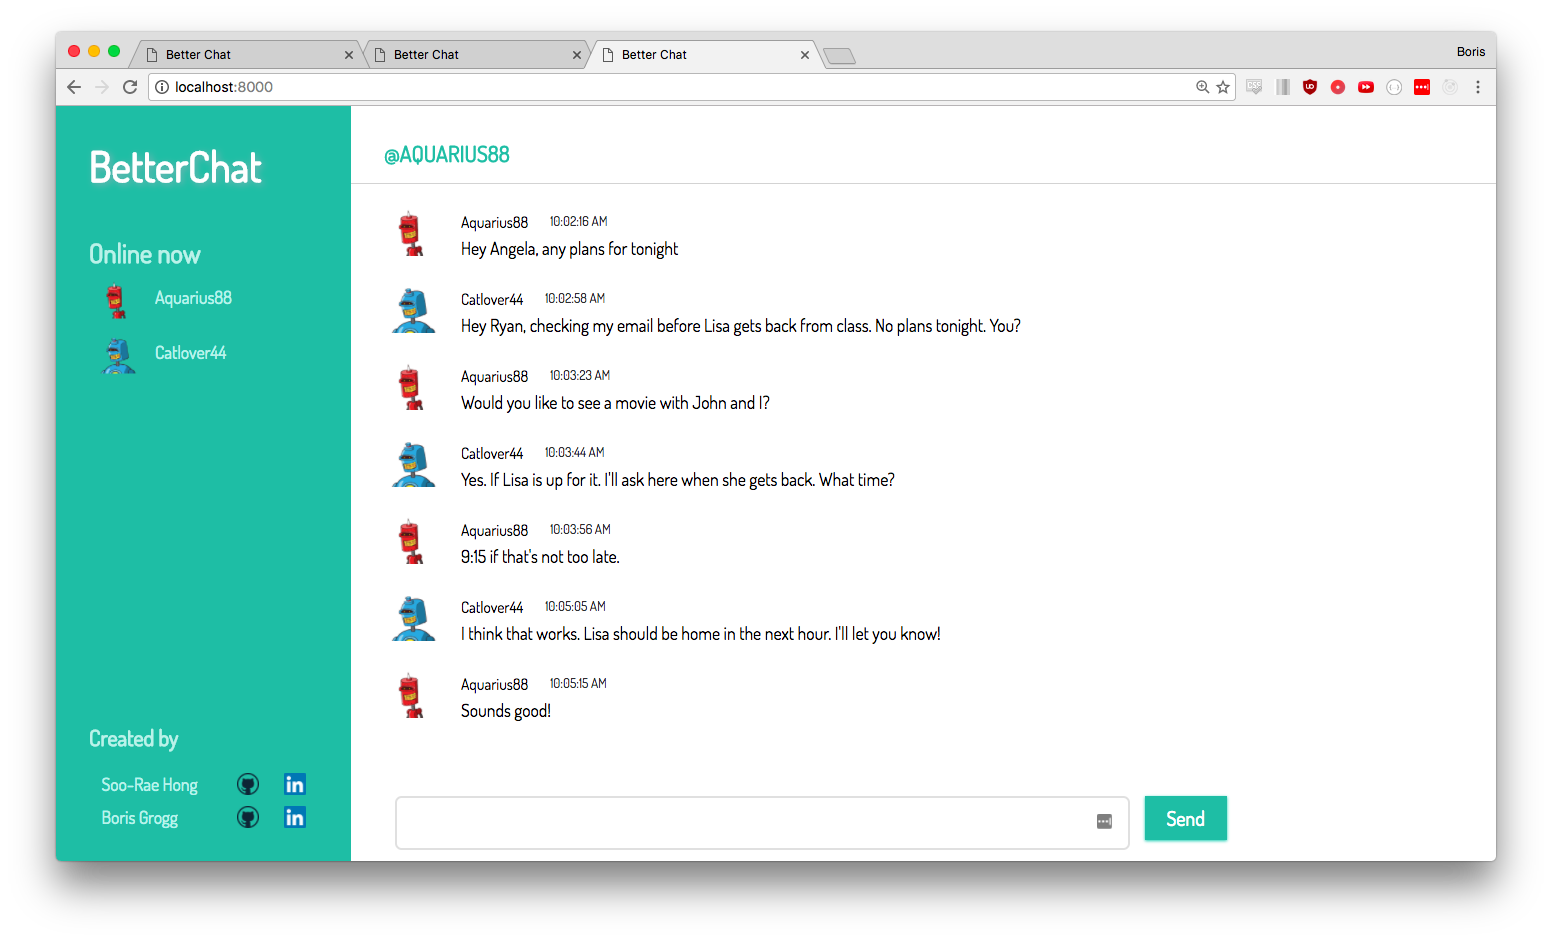 Better Chat
Better Chat
Better Chat
Boris
localhost:8000
BetterChat
Online now
Aquarius88
Catlover44
Created by
Soo-Rae Hong
in
Boris Grogg
in
@AQUARIUS88
Aquarius88 10:02:16 AM
Hey Angela, any plans for tonight
Catlover44 10:02:58 AM
Hey Ryan, checking my email before Lisa gets back from class. No plans tonight. You?
Aquarius88 10:03:23 AM
Would you like to see a movie with John and I?
Catlover44 10:03:44 AM
Yes. If Lisa is up for it. I'll ask here when she gets back. What time?
Aquarius88 10:03:56 AM
9:15 if that's not too late.
Catlover44 10:05:05 AM
I think that works. Lisa should be home in the next hour. I'll let you know!
Aquarius88 10:05:15 AM
Sounds good!
Send